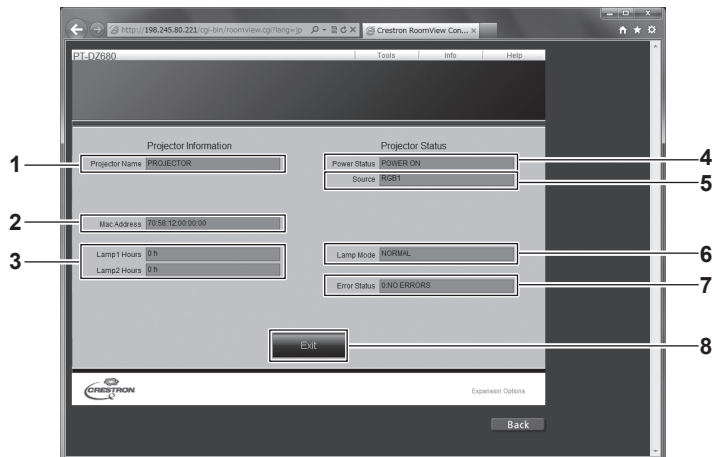 http://198.245.80.221/cgi-bin/roomview.cgi?lang=jp
Crestron RoomView Con...
PT-DZ680
Tools Info Help
Projector Information
Projector Status
1
Projector Name PROJECTOR
Power Status POWER ON
4
Source RGB1
5
2
Mac Address 70:58:12:00:00:00
3
Lamp1 Hours 0 h
Lamp2 Hours 0 h
Lamp Mode NORMAL
6
Error Status 0:NO ERRORS
7
Exit
8
CRESTRON
Expansion Options
Back